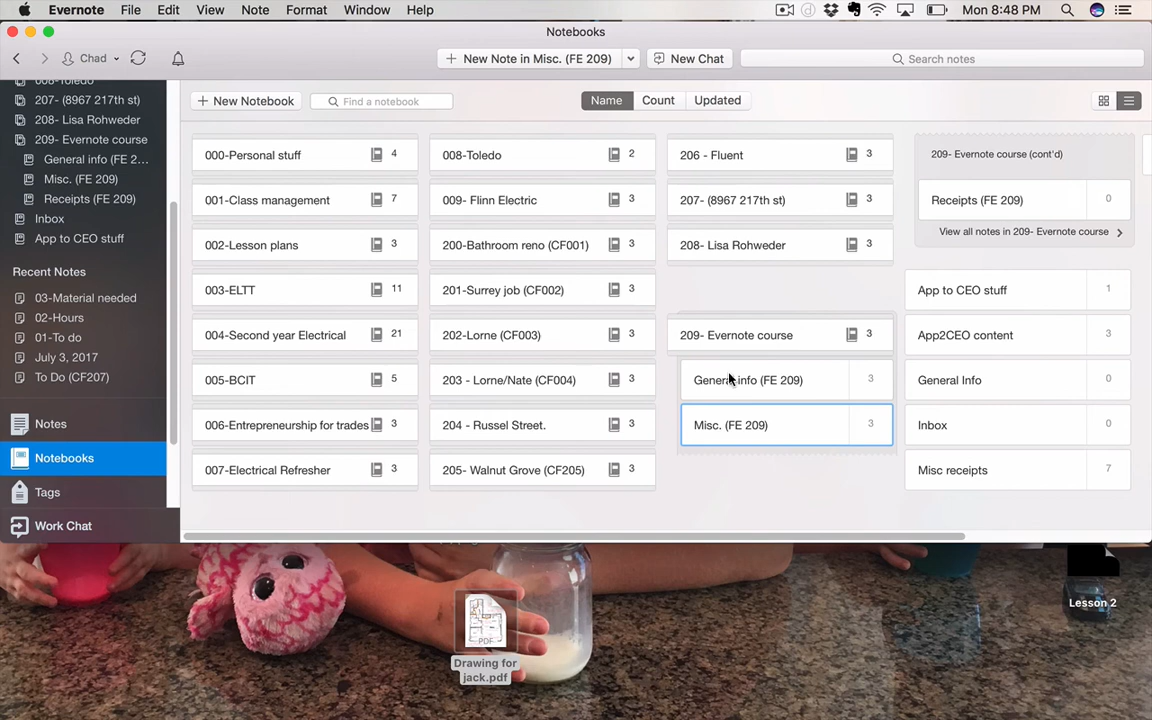 Evernote File Edit View Note Format Window Help Mon 8:48 PM
Notebooks
Chad + New Note in Misc. (FE 209) New Chat Search notes
+ New Notebook Find a notebook Name Count Updated
008-Toledo
207- (8967 217th st)
208- Lisa Rohweder
209- Evernote course
General info (FE 2...
Misc. (FE 209)
Receipts (FE 209)
Inbox
App to CEO stuff
Recent Notes
03-Material needed
02-Hours
01-To do
July 3, 2017
To Do (CF207)
Notes
Notebooks
Tags
Work Chat
000-Personal stuff 4
001-Class management 7
002-Lesson plans 3
003-ELTT 11
004-Second year Electrical 21
005-BCIT 5
006-Entrepreneurship for trades 3
007-Electrical Refresher 3
008-Toledo 2
009- Flinn Electric 3
200-Bathroom reno (CF001) 3
201-Surrey job (CF002) 3
202-Lorne (CF003) 3
203 - Lorne/Nate (CF004) 3
204 - Russel Street. 3
205- Walnut Grove (CF205) 3
206 - Fluent 3
207- (8967 217th st) 3
208- Lisa Rohweder 3
209- Evernote course 3
General info (FE 209) 3
Misc. (FE 209) 3
209- Evernote course (cont'd)
Receipts (FE 209) 0
View all notes in 209- Evernote course
App to CEO stuff 1
App2CEO content 3
General Info 0
Inbox 0
Misc receipts 7
PDF
Drawing for
jack.pdf
Lesson 2